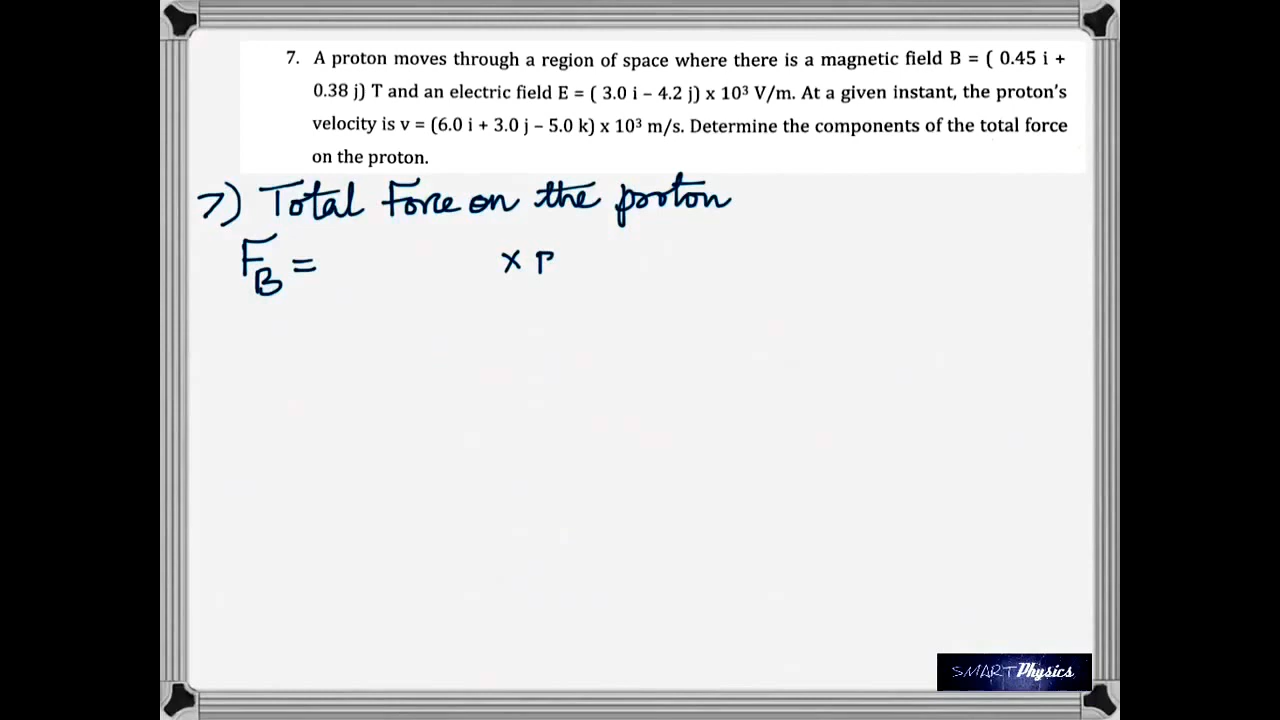 7. A proton moves through a region of space where there is a magnetic field B = ( 0.45 i +
0.38 j) T and an electric field E = ( 3.0 i – 4.2 j) x 10³ V/m. At a given instant, the proton's
velocity is v = (6.0 i + 3.0 j – 5.0 k) x 10³ m/s. Determine the components of the total force
on the proton.
7) Total Force on the proton
F_B = x
SMART Physics